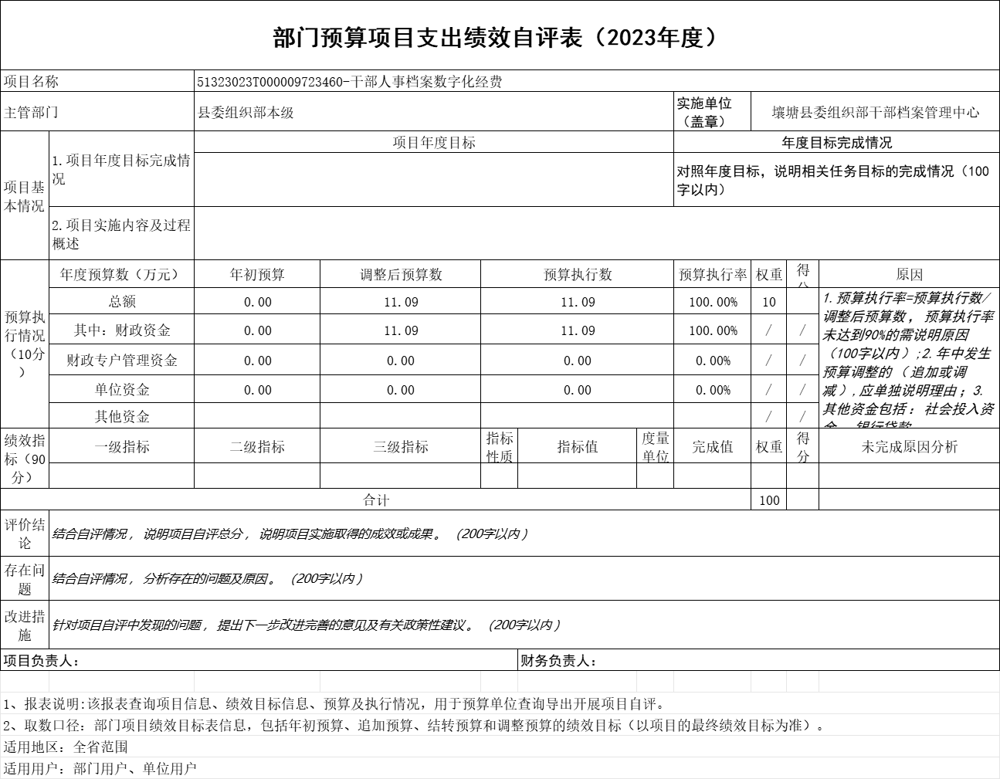 部门预算项目支出绩效自评表（2023年度）
项目名称 51323023T000009723460-干部人事档案数字化经费
主管部门 县委组织部本级 实施单位（盖章） 壤塘县委组织部干部档案管理中心
项目基本情况
1.项目年度目标完成情况
项目年度目标 年度目标完成情况
对照年度目标，说明相关任务目标的完成情况（100字以内）
2.项目实施内容及过程概述
预算执行情况（10分）
年度预算数（万元） 年初预算 调整后预算数 预算执行数 预算执行率 权重 得分 原因
总额 0.00 11.09 11.09 100.00% 10
其中：财政资金 0.00 11.09 11.09 100.00% / /
财政专户管理资金 0.00 0.00 0.00 0.00% / /
单位资金 0.00 0.00 0.00 0.00% / /
其他资金 / /
1.预算执行率=预算执行数/
调整后预算数，预算执行率
未达到90%的需说明原因
（100字以内）;2.年中发生
预算调整的（追加或调
减）,应单独说明理由；3.
其他资金包括：社会投入资
金、银行贷款
绩效指标（90分）
一级指标 二级指标 三级指标 指标性质 指标值 度量单位 完成值 权重 得分 未完成原因分析
合计 100
评价结论 结合自评情况，说明项目自评总分，说明项目实施取得的成效或成果。（200字以内）
存在问题 结合自评情况，分析存在的问题及原因。（200字以内）
改进措施 针对项目自评中发现的问题，提出下一步改进完善的意见及有关政策性建议。（200字以内）
项目负责人： 财务负责人：
1、报表说明:该报表查询项目信息、绩效目标信息、预算及执行情况，用于预算单位查询导出开展项目自评。
2、取数口径：部门项目绩效目标表信息，包括年初预算、追加预算、结转预算和调整预算的绩效目标（以项目的最终绩效目标为准）。
适用地区：全省范围
适用用户：部门用户、单位用户